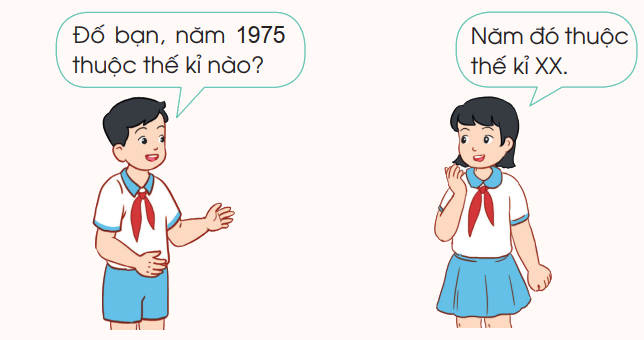 Đố bạn, năm 1975
thuộc thế kỉ nào?
Năm đó thuộc
thế kỉ XX.